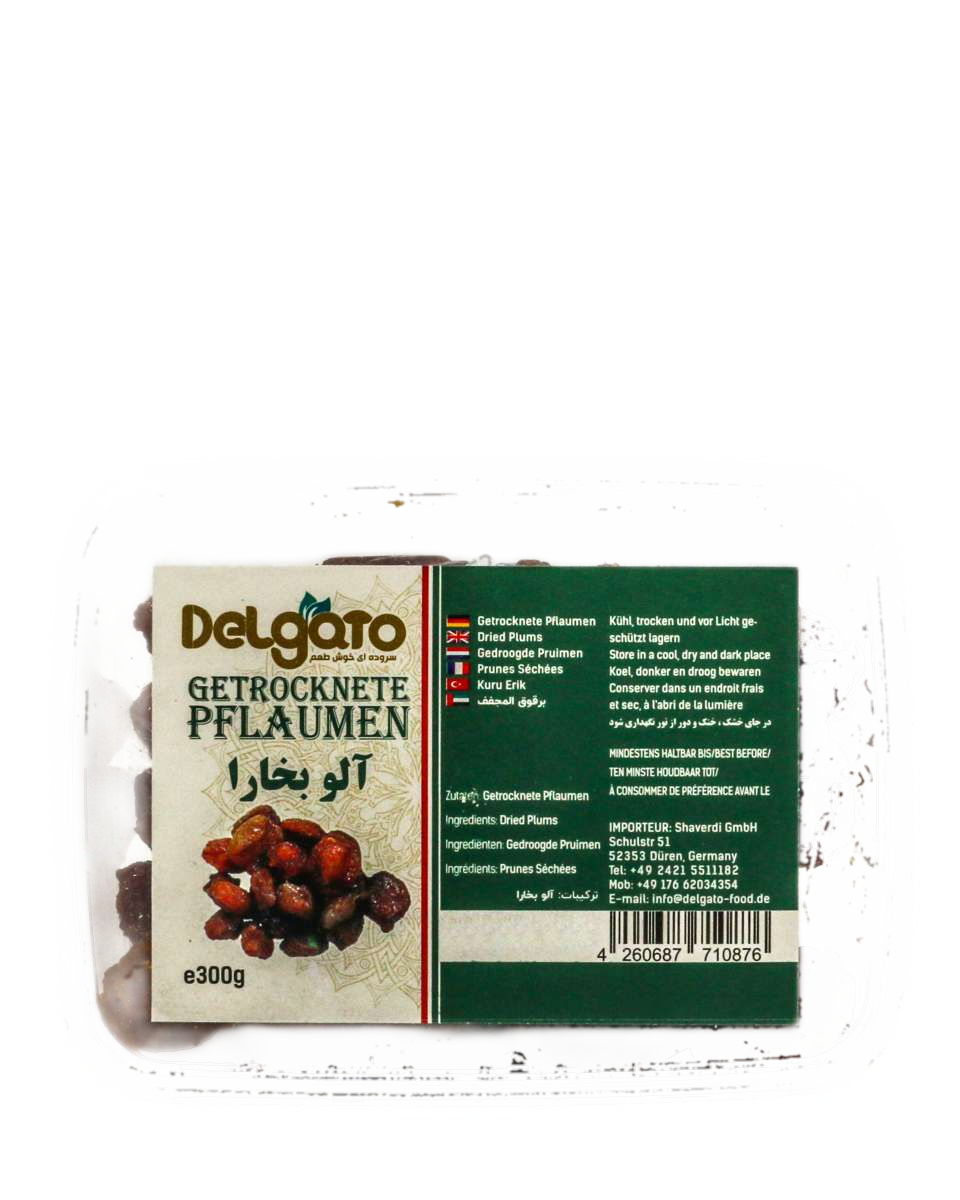 DeLgaTo
سروده ای خوش طعم
GETROCKNETE
PFLAUMEN
آلو بخارا
e300g
Getrocknete Pflaumen
Dried Plums
Gedroogde Pruimen
Prunes Séchées
Kuru Erik
برقوق المجفف
Zutaten: Getrocknete Pflaumen
Ingredients: Dried Plums
Ingrediënten: Gedroogde Pruimen
Ingrédients: Prunes Séchées
ترکیبات: آلو بخارا
Kühl, trocken und vor Licht ge-
schützt lagern
Store in a cool, dry and dark place
Koel, donker en droog bewaren
Conserver dans un endroit frais
et sec, à l'abri de la lumière
در جای خشک ، خنک و دور از نور نگهداری شود
MINDESTENS HALTBAR BIS/BEST BEFORE/
TEN MINSTE HOUDBAAR TOT/
À CONSOMMER DE PRÉFÉRENCE AVANT LE
IMPORTEUR: Shaverdi GmbH
Schulstr 51
52353 Düren, Germany
Tel: +49 2421 5511182
Mob: +49 176 62034354
E-mail: info@delgato-food.de
4 260687 710876